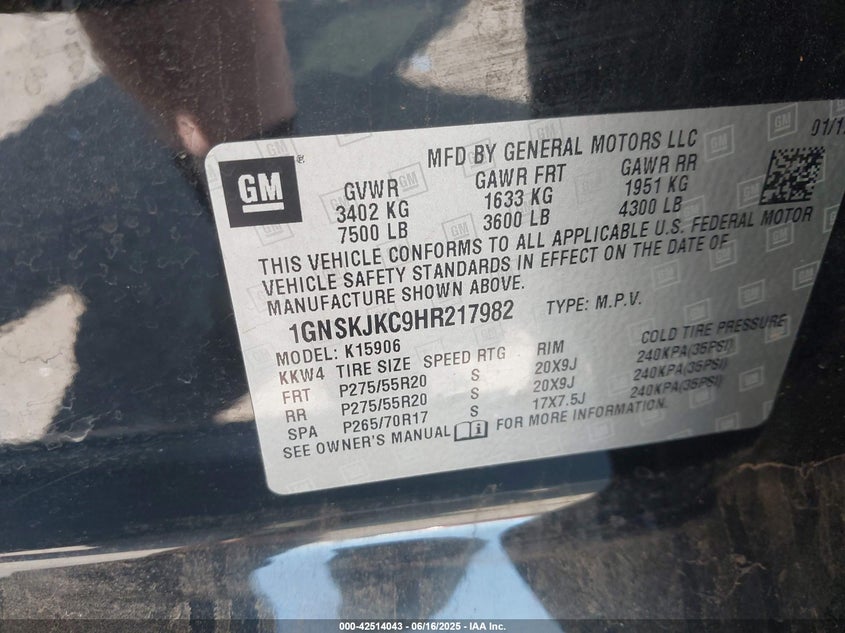 MFD BY GENERAL MOTORS LLC 01/1
GM GVWR GAWR FRT GAWR RR
3402 KG 1633 KG 1951 KG
7500 LB 3600 LB 4300 LB
THIS VEHICLE CONFORMS TO ALL APPLICABLE U.S. FEDERAL MOTOR
VEHICLE SAFETY STANDARDS IN EFFECT ON THE DATE OF
MANUFACTURE SHOWN ABOVE.
1GNSKJKC9HR217982 TYPE: M.P.V.
MODEL: K15906
KKW4 TIRE SIZE SPEED RTG RIM COLD TIRE PRESSURE
FRT P275/55R20 S 20X9J 240KPA(35PSI)
RR P275/55R20 S 20X9J 240KPA(35PSI)
SPA P265/70R17 S 17X7.5J 240KPA(35PSI)
SEE OWNER'S MANUAL FOR MORE INFORMATION.
000-42514043 - 06/16/2025 - IAA Inc.